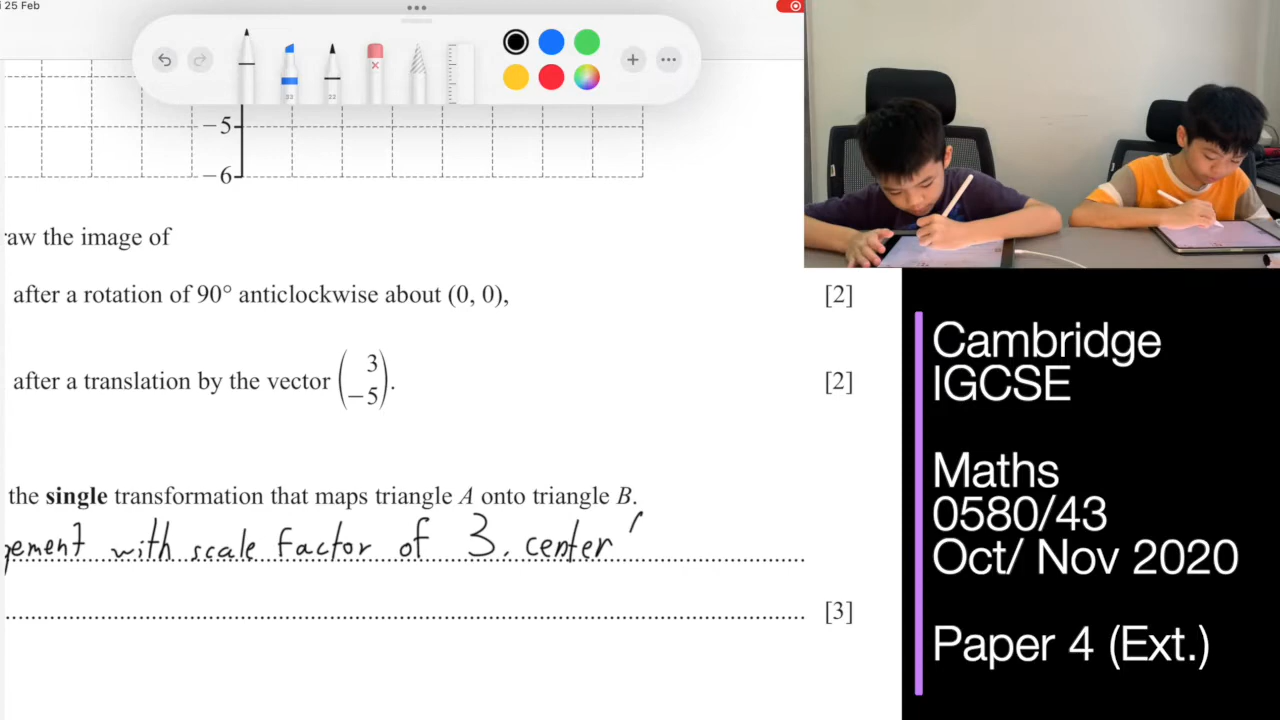 i 25 Feb
33
22
−5
−6
raw the image of
after a rotation of 90° anticlockwise about (0, 0), [2]
after a translation by the vector (3 −5). [2]
the single transformation that maps triangle A onto triangle B.
gement with scale factor of 3. center (
[3]
Cambridge
IGCSE
Maths
0580/43
Oct/ Nov 2020
Paper 4 (Ext.)